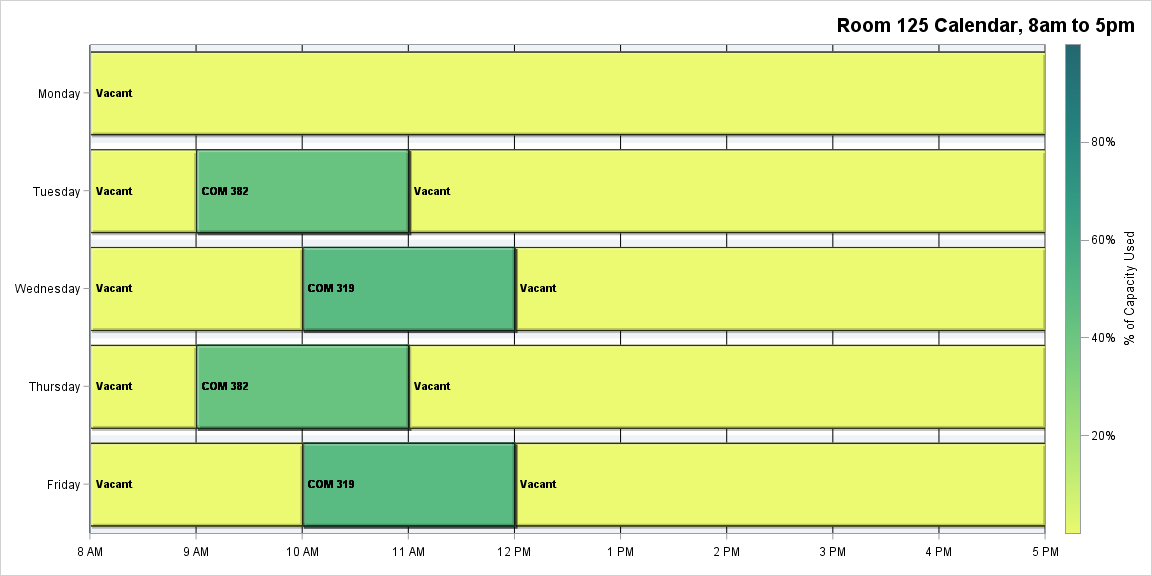 Room 125 Calendar, 8am to 5pm
Monday
Vacant
Tuesday
Vacant
COM 382
Vacant
Wednesday
Vacant
COM 319
Vacant
Thursday
Vacant
COM 382
Vacant
Friday
Vacant
COM 319
Vacant
8 AM 9 AM 10 AM 11 AM 12 PM 1 PM 2 PM 3 PM 4 PM 5 PM
80%
60%
40%
20%
% of Capacity Used